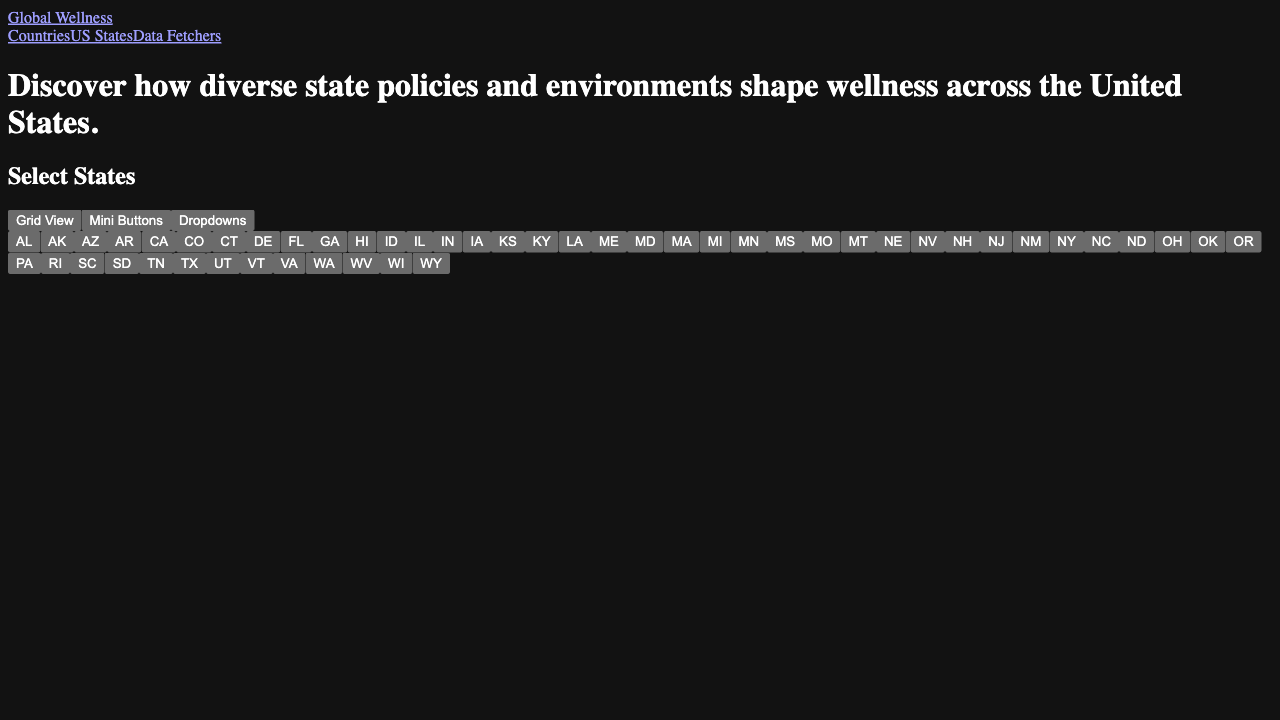 Global Wellness
CountriesUS StatesData Fetchers
Discover how diverse state policies and environments shape wellness across the United
States.
Select States
Grid View Mini Buttons Dropdowns
AL AK AZ AR CA CO CT DE FL GA HI ID IL IN IA KS KY LA ME MD MA MI MN MS MO MT NE NV NH NJ NM NY NC ND OH OK OR
PA RI SC SD TN TX UT VT VA WA WV WI WY